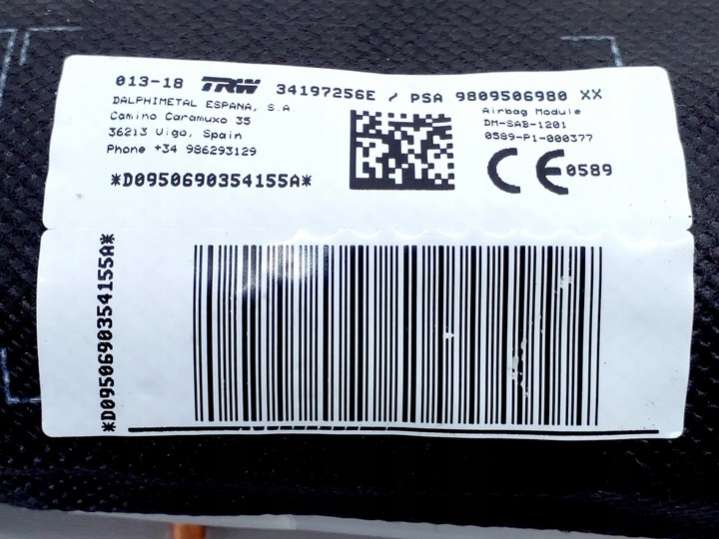 013-18 TRW 34197256E / PSA 9809506980 XX
DALPHIMETAL ESPANA, S.A
Camino Caramuxo 35
36213 Vigo, Spain
Phone +34 986293129
*D0950690354155A*
Airbag Module
DM-SAB-1201
0589-P1-000377
CE 0589
*D0950690354155A*